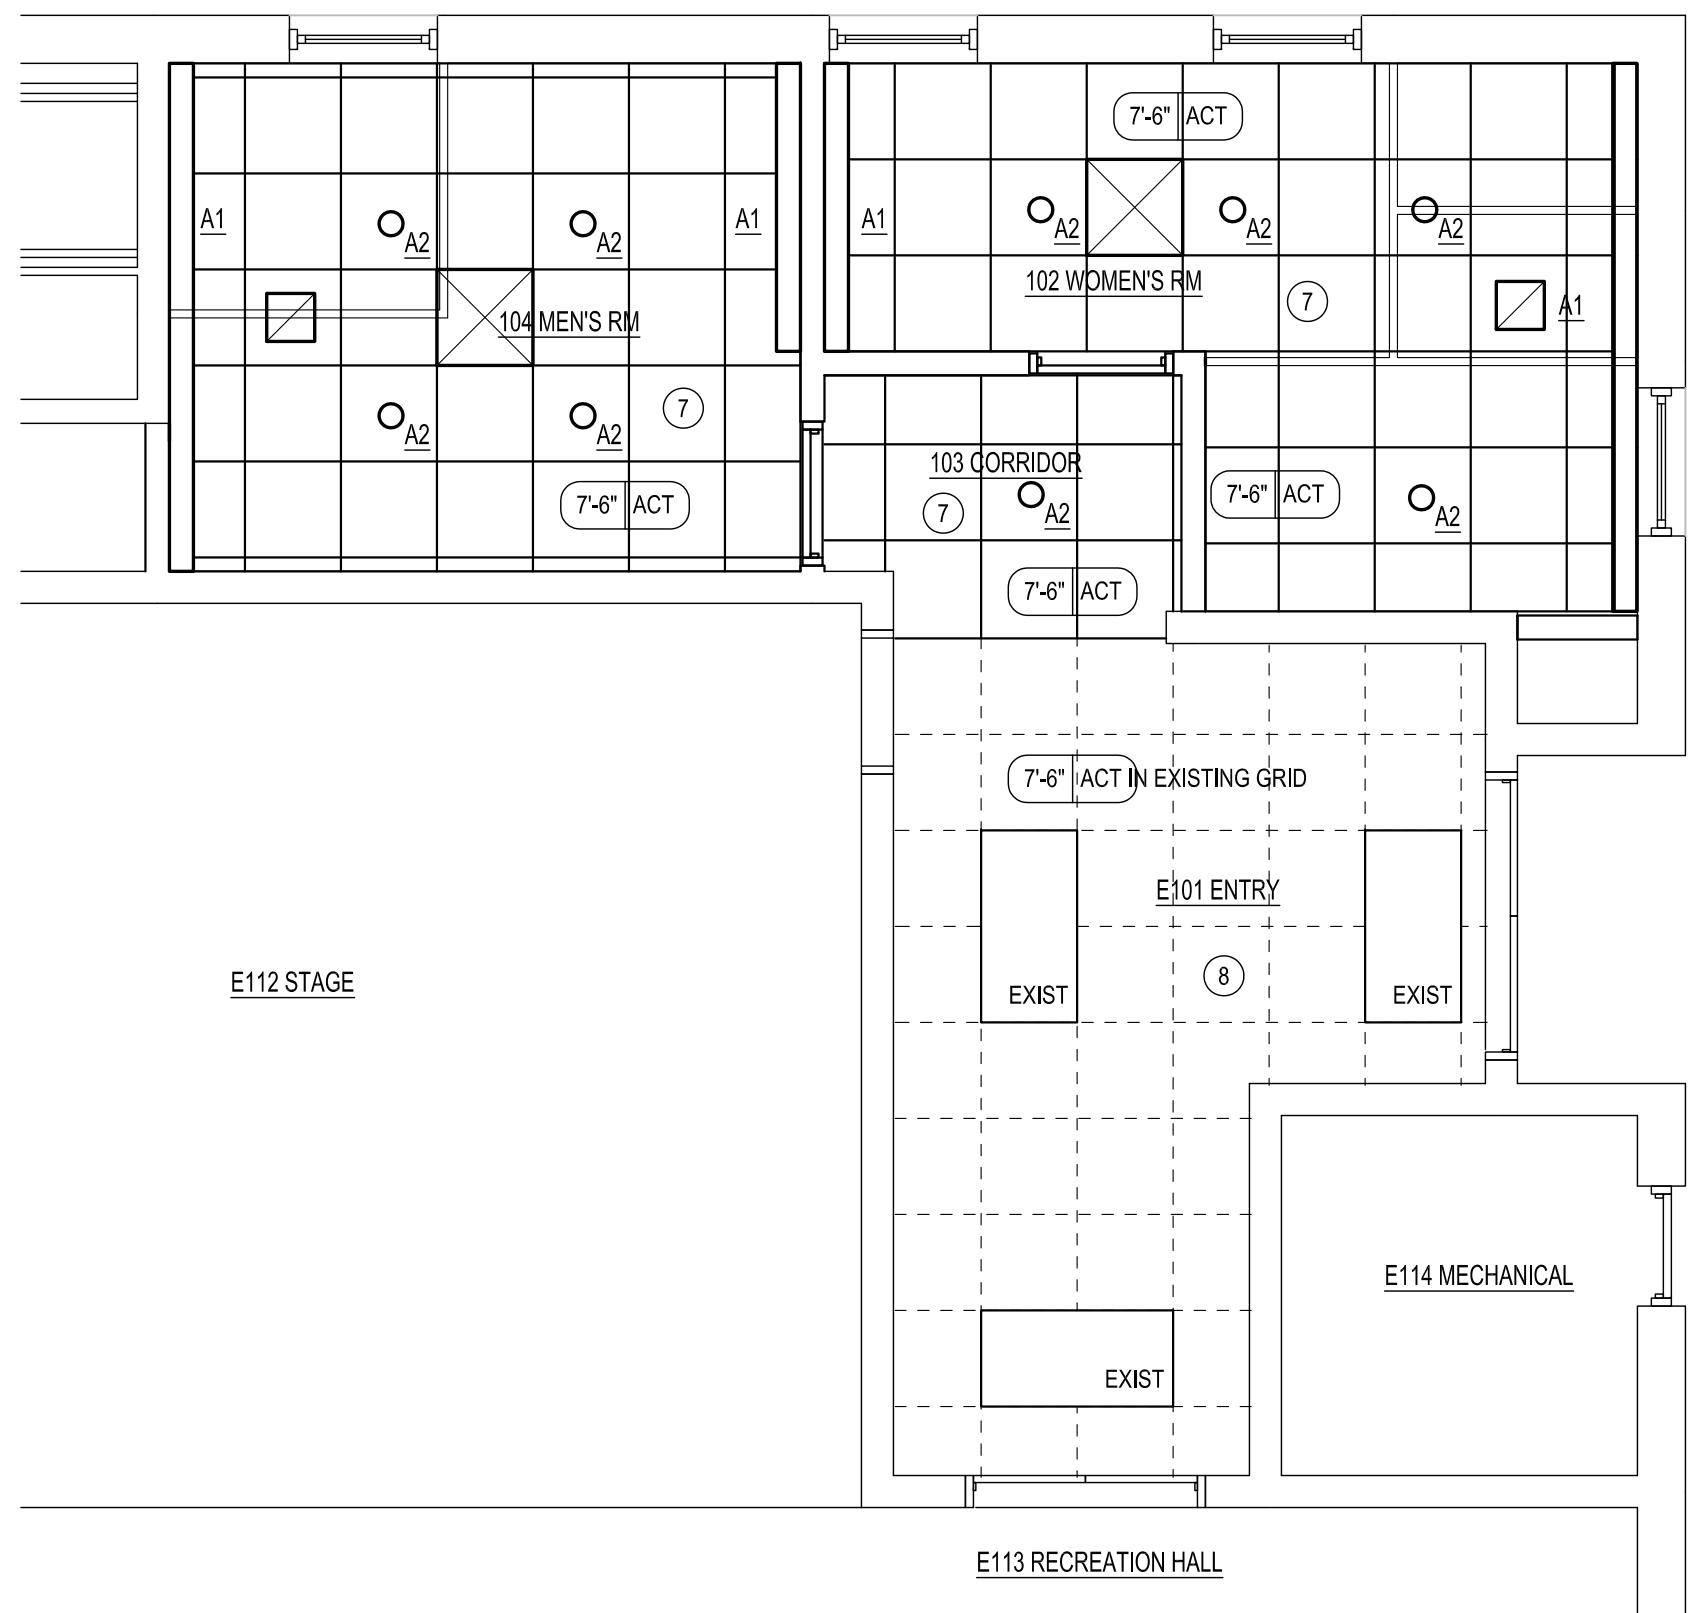 7'-6" ACT
A1
A2
A2
A1
A1
A2
A2
A2
102 WOMEN'S RM
7
A1
104 MEN'S RM
7
A2
A2
7'-6" ACT
103 CORRIDOR
7
A2
7'-6" ACT
A2
7'-6" ACT
7'-6" ACT IN EXISTING GRID
E101 ENTRY
8
EXIST
EXIST
E112 STAGE
E114 MECHANICAL
EXIST
E113 RECREATION HALL